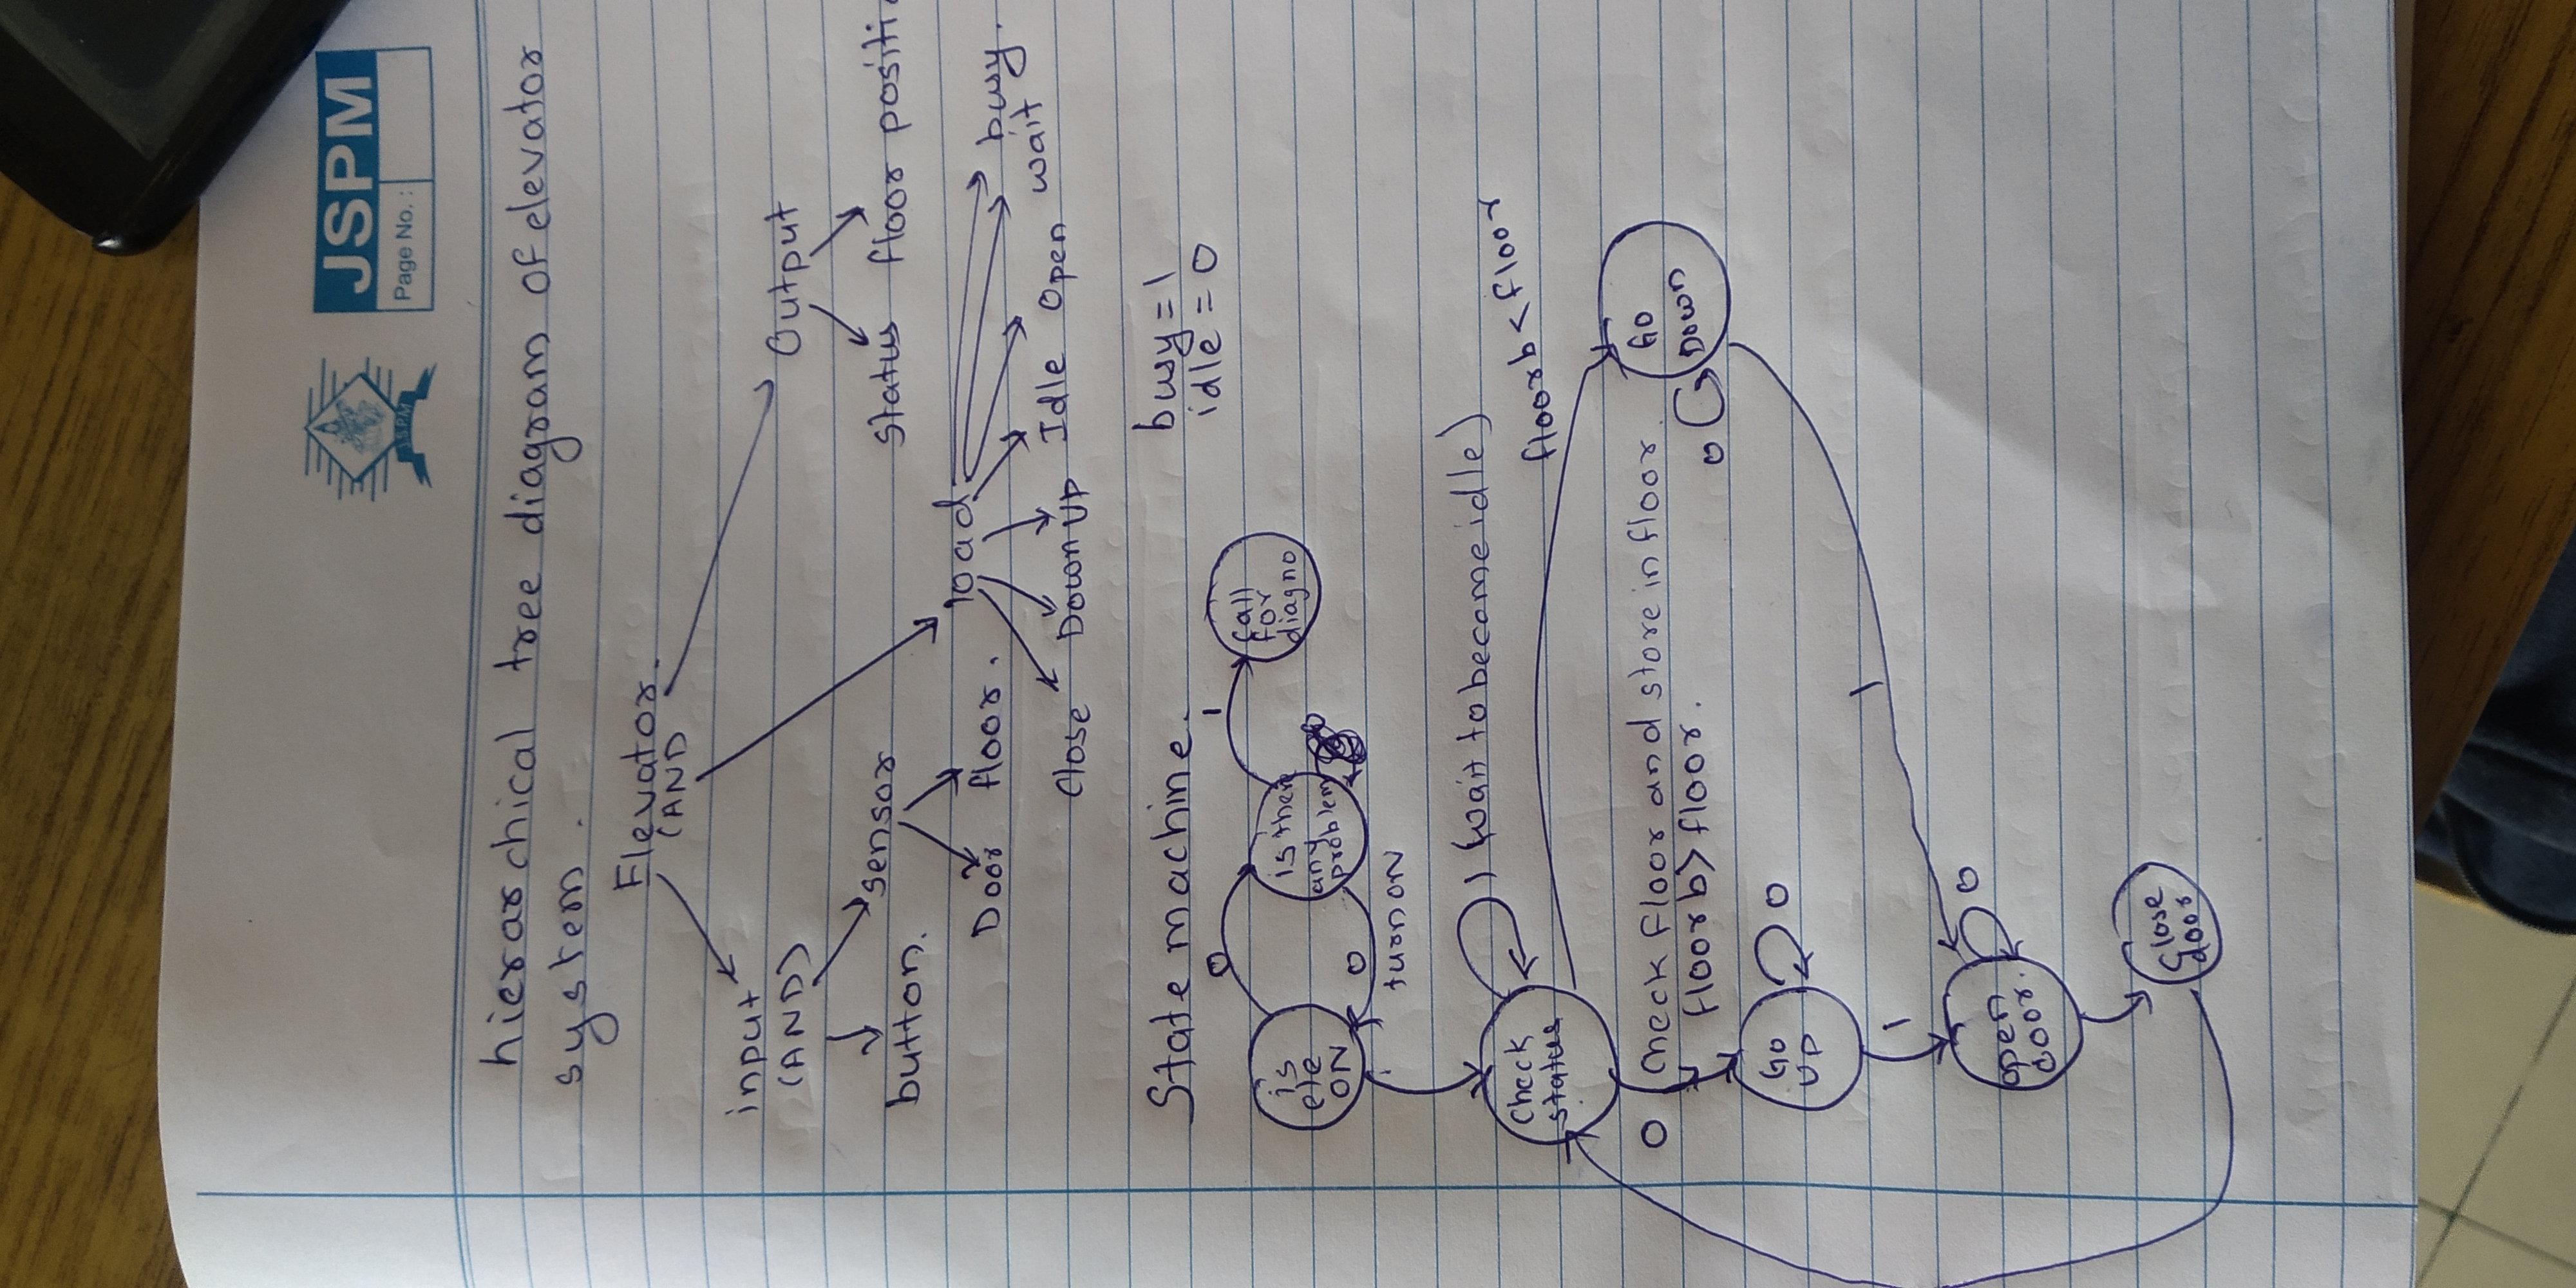 JSPM
Page No. :
JSPM
hierarchical tree diagram of elevator
system.
Elevator.
(AND
input
(AND)
Output
button.
sensor
Status floor positi
Door floor.
load
busy.
Close Down UP Idle Open wait
State machine.
busy = 1
idle = 0
is
ele
ON
0
is there
any
problem
1
Call
for
diagno
0
turn ON
1
Check
status
1 (wait to become idle)
floorb < floor
0
Check floor and store in floor.
floorb > floor.
Go
UP
0
Go
Down
0
1
1
open
door.
0
Close
door